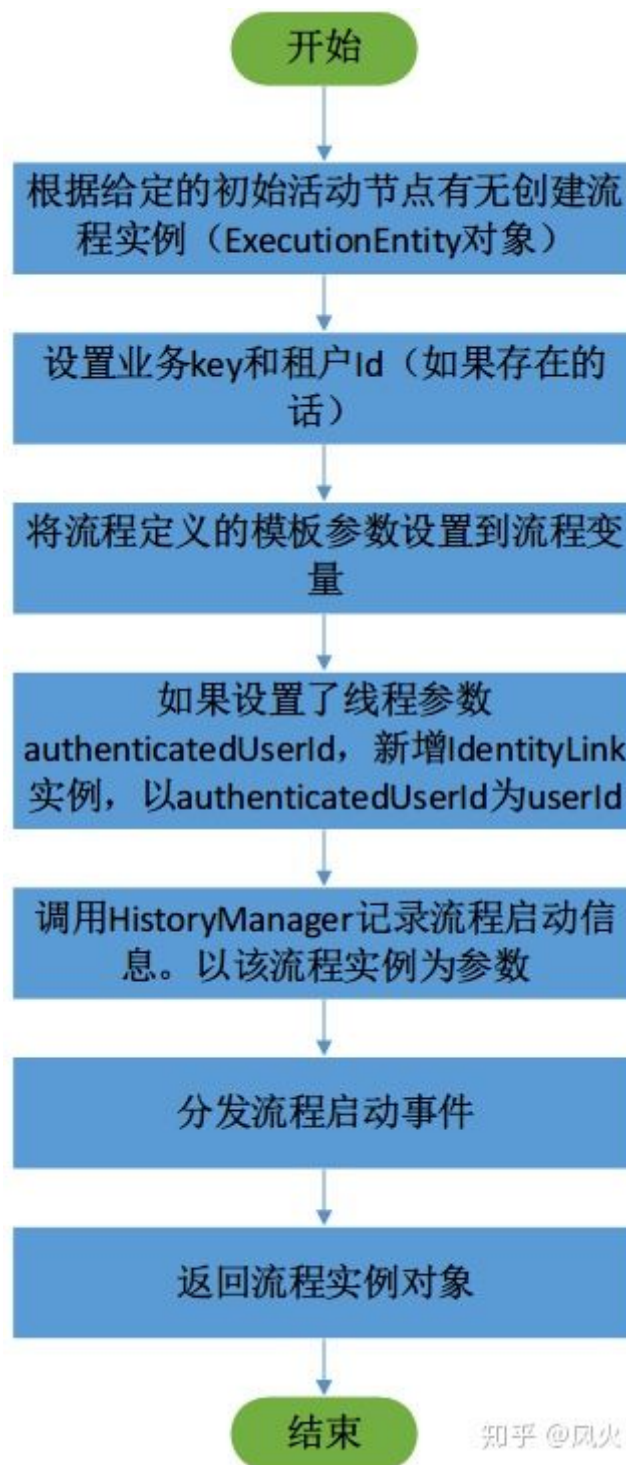 开始
根据给定的初始活动节点有无创建流
程实例（ExecutionEntity对象）
设置业务key和租户Id（如果存在的
话）
将流程定义的模板参数设置到流程变
量
如果设置了线程参数
authenticatedUserId，新增IdentityLink
实例，以authenticatedUserId为userId
调用HistoryManager记录流程启动信
息。以该流程实例为参数
分发流程启动事件
返回流程实例对象
结束
知乎 @风火